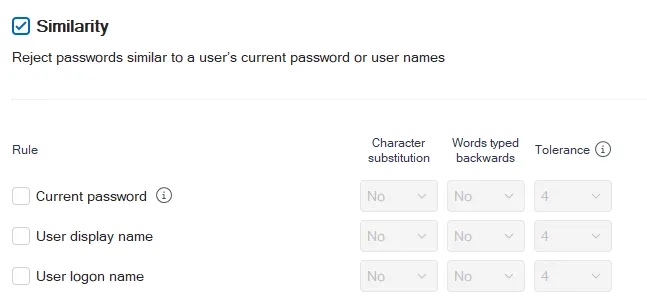 Similarity
Reject passwords similar to a user's current password or user names
Rule Character substitution Words typed backwards Tolerance
Current password No No 4
User display name No No 4
User logon name No No 4